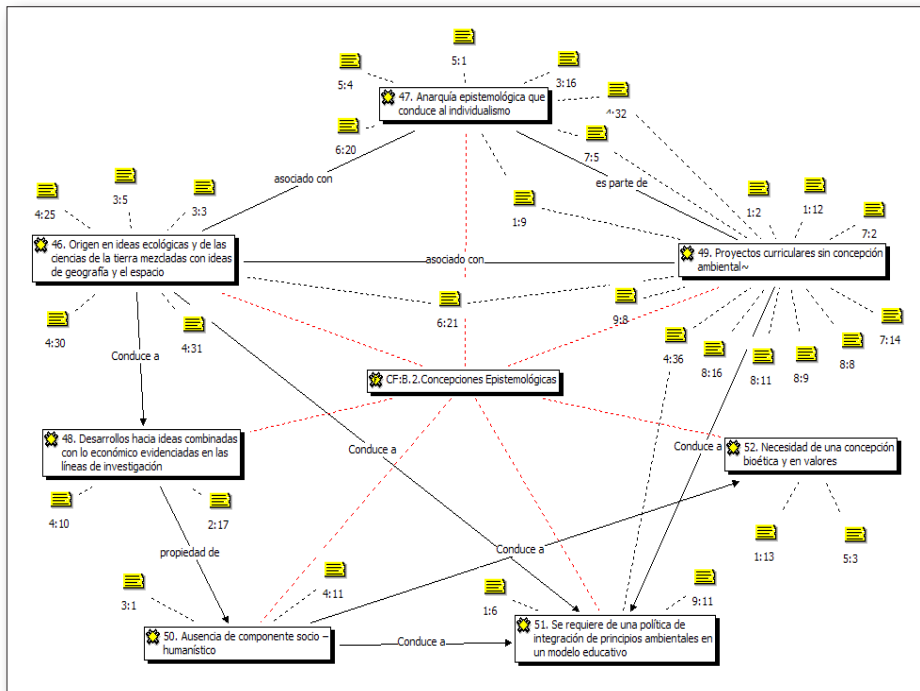 5:1
5:4
3:16
47. Anarquía epistemológica que
conduce al individualismo
4:32
6:20
7:5
asociado con
es parte de
4:25
3:5
3:3
1:9
1:2
1:12
7:2
46. Origen en ideas ecológicas y de las
ciencias de la tierra mezcladas con ideas
de geografía y el espacio
asociado con
49. Proyectos curriculares sin concepción
ambiental~
4:30
4:31
6:21
9:8
4:36
8:16
8:11
8:9
8:8
7:14
Conduce a
CF:B.2.Concepciones Epistemológicas
48. Desarrollos hacia ideas combinadas
con lo económico evidenciadas en las
líneas de investigación
Conduce a
Conduce a
52. Necesidad de una concepción
bioética y en valores
4:10
2:17
1:13
5:3
propiedad de
Conduce a
3:1
4:11
1:6
9:11
50. Ausencia de componente socio –
humanístico
Conduce a
51. Se requiere de una política de
integración de principios ambientales en
un modelo educativo